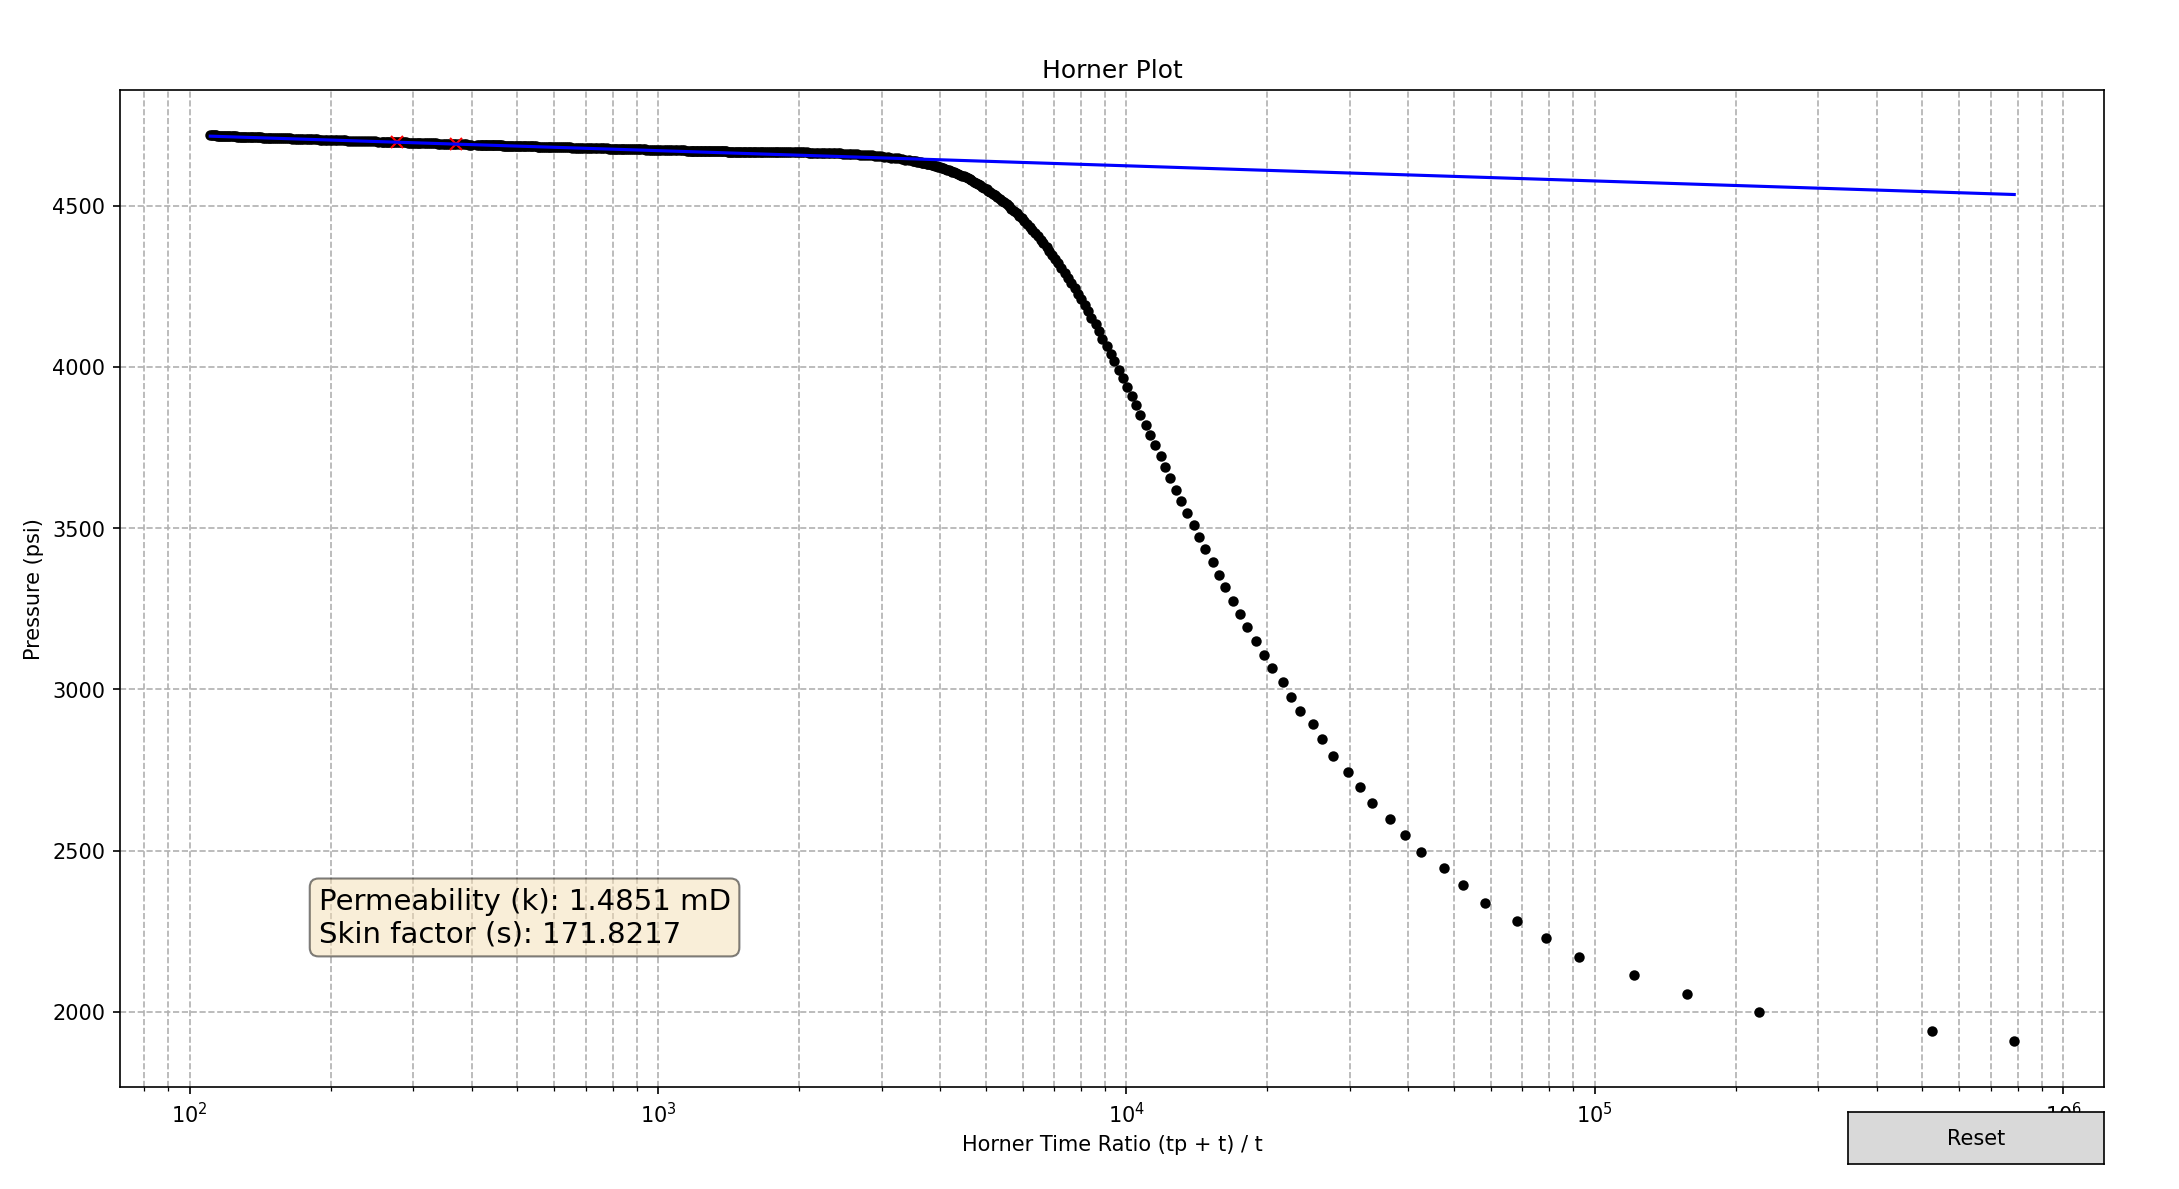 Horner Plot
Pressure (psi)
4500
4000
3500
3000
2500
2000
Permeability (k): 1.4851 mD
Skin factor (s): 171.8217
10² 10³ 10⁴ 10⁵ 10⁶
Horner Time Ratio (tp + t) / t
Reset